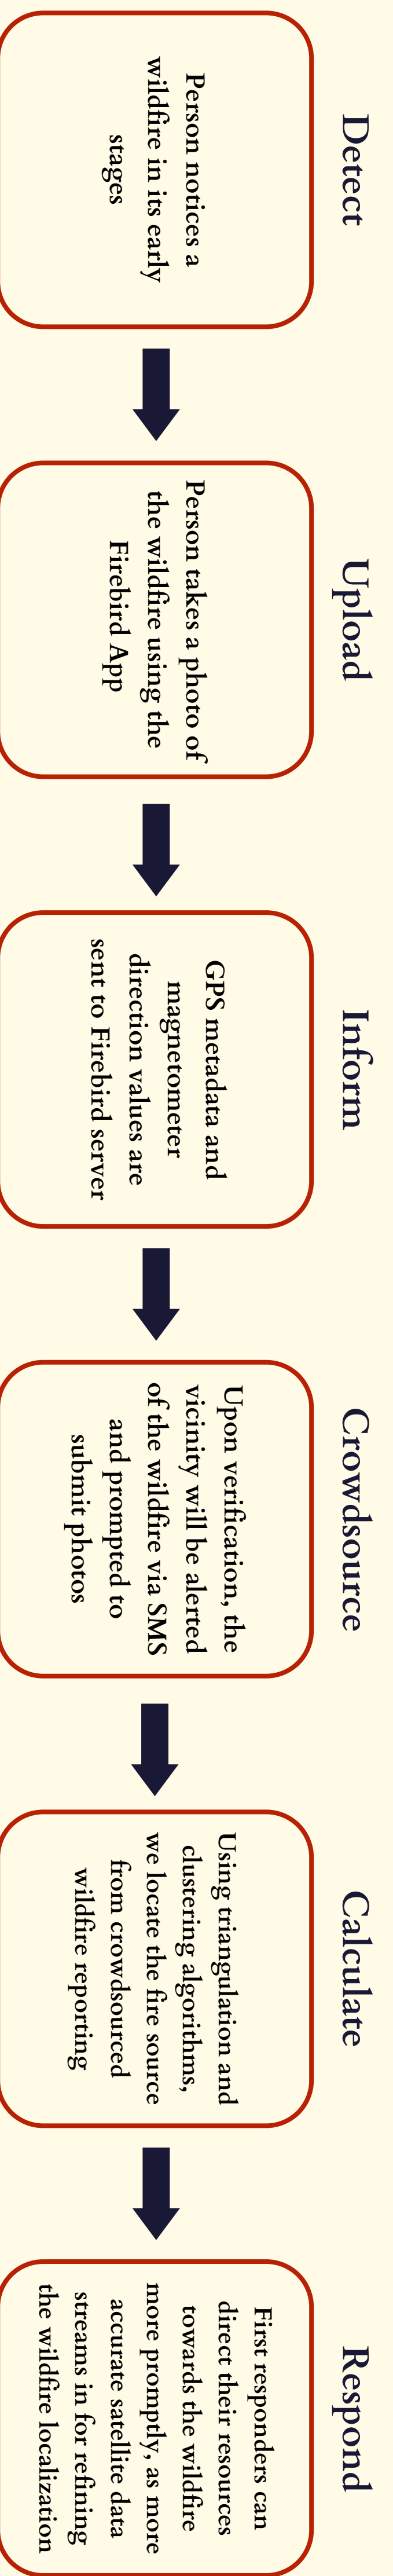 Detect
Person notices a
wildfire in its early
stages
Upload
Person takes a photo of
the wildfire using the
Firebird App
Inform
GPS metadata and
magnetometer
direction values are
sent to Firebird server
Crowdsource
Upon verification, the
vicinity will be alerted
of the wildfire via SMS
and prompted to
submit photos
Calculate
Using triangulation and
clustering algorithms,
we locate the fire source
from crowdsourced
wildfire reporting
Respond
First responders can
direct their resources
towards the wildfire
more promptly, as more
accurate satellite data
streams in for refining
the wildfire localization